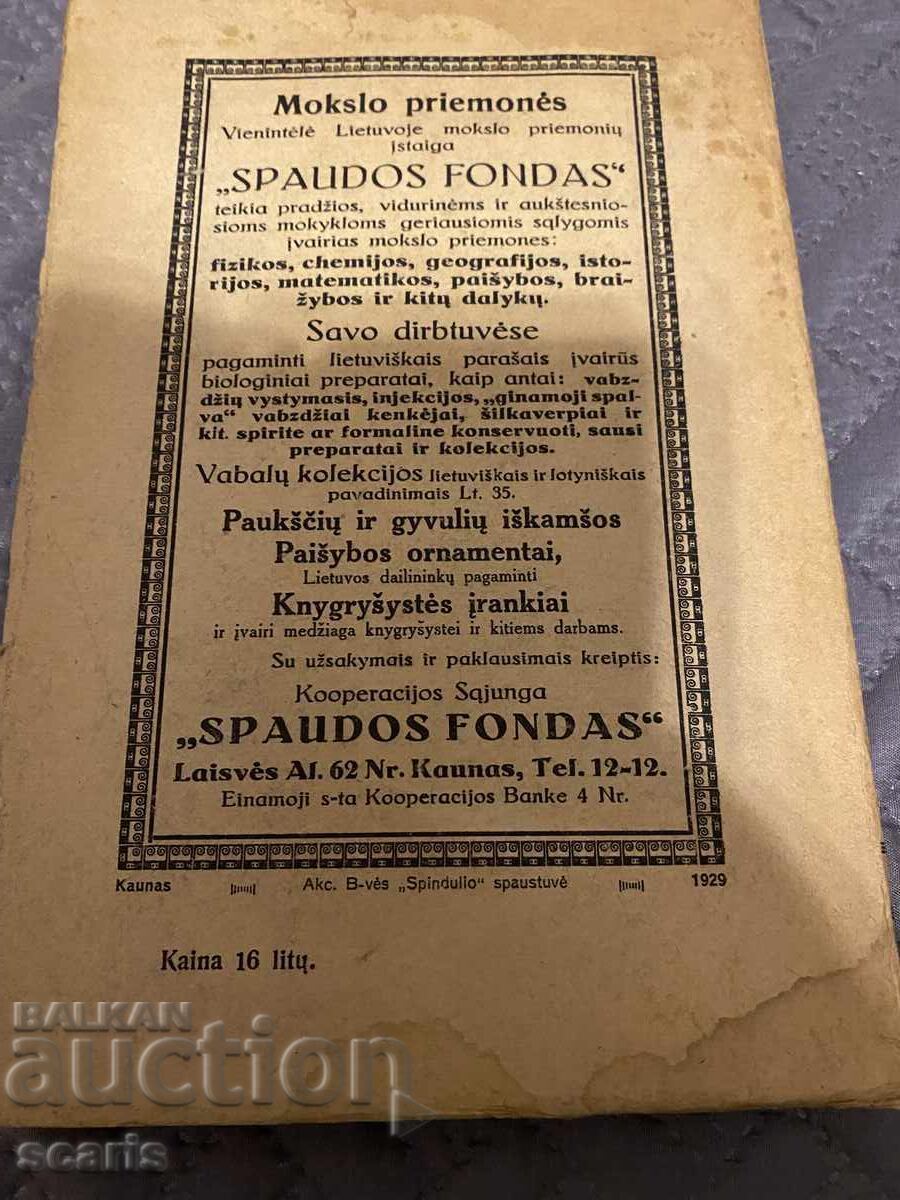 Mokslo priemonės
Vienintėlė Lietuvoje mokslo priemonių
įstaiga
„SPAUDOS FONDAS“
teikia pradžios, vidurinėms ir aukštesnio-
sioms mokykloms geriausiomis sąlygomis
įvairias mokslo priemones:
fizikos, chemijos, geografijos, isto-
rijos, matematikos, paišybos, brai-
žybos ir kitų dalykų.
Savo dirbtuvėse
pagaminti lietuviškais parašais įvairūs
biologiniai preparatai, kaip antai: vabz-
džių vystymasis, injekcijos, „ginamoji spal-
va“ vabzdžiai kenkėjai, šilkaverpiai ir
kit. spirite ar formaline konservuoti, sausi
preparatai ir kolekcijos.
Vabalų kolekcijos lietuviškais ir lotyniškais
pavadinimais Lt. 35.
Paukščių ir gyvulių iškamšos
Paišybos ornamentai,
Lietuvos dailininkų pagaminti
Knygryšystės įrankiai
ir įvairi medžiaga knygryšystei ir kitiems darbams.
Su užsakymais ir paklausimais kreiptis:
Kooperacijos Sąjunga
„SPAUDOS FONDAS“
Laisvės Al. 62 Nr. Kaunas, Tel. 12-12.
Einamoji s-ta Kooperacijos Banke 4 Nr.
Kaunas Akc. B-vės „Spindulio“ spaustuvė 1929
Kaina 16 litų.
BALKAN
auction
scaris